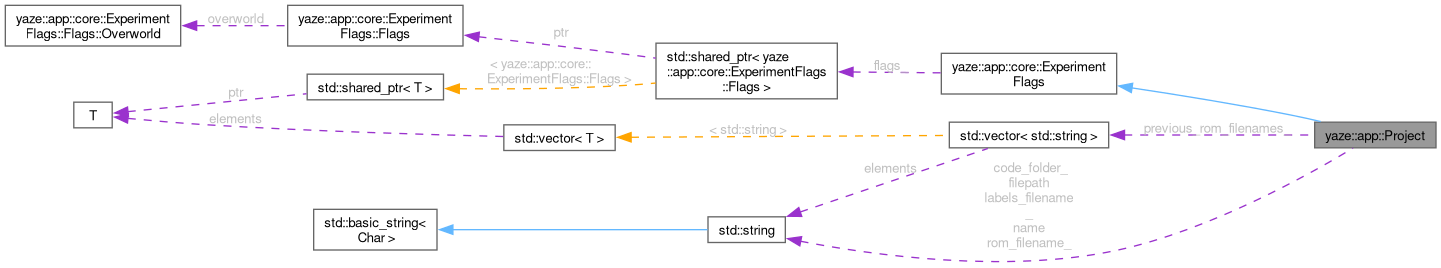 yaze::app::core::Experiment
Flags::Flags::Overworld
overworld
yaze::app::core::Experiment
Flags::Flags
ptr
std::shared_ptr< yaze
::app::core::ExperimentFlags
::Flags >
flags
yaze::app::core::Experiment
Flags
< yaze::app::core::
ExperimentFlags::Flags >
std::shared_ptr< T >
ptr
T
elements
std::vector< T >
< std::string >
std::vector< std::string >
previous_rom_filenames
yaze::app::Project
elements
code_folder_
filepath
labels_filename
_
name
rom_filename_
std::basic_string<
Char >
std::string